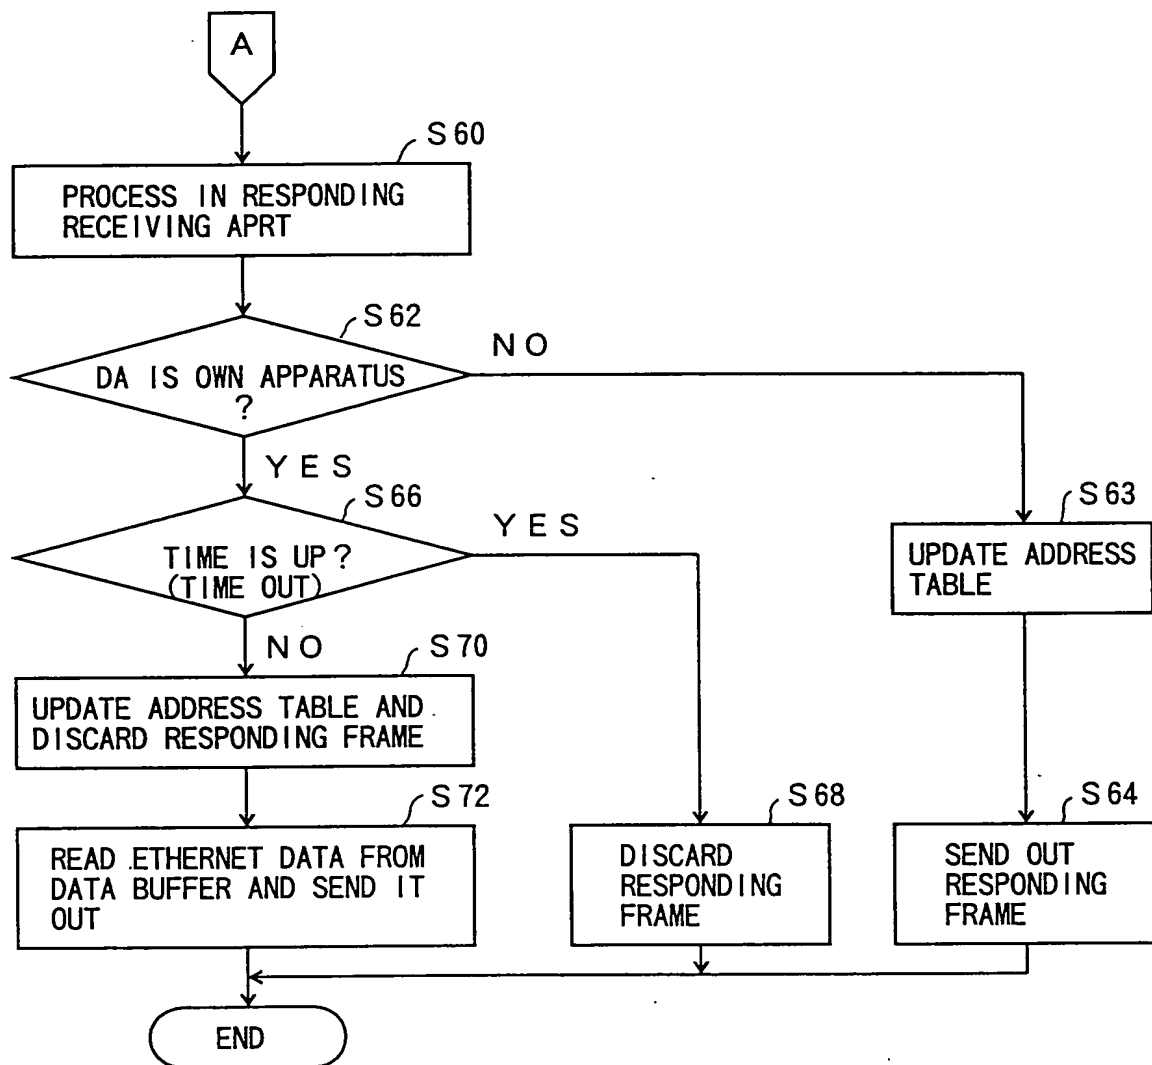 A
S60
PROCESS IN RESPONDING
RECEIVING APRT
S62
DA IS OWN APPARATUS
?
NO
YES
S66
TIME IS UP?
(TIME OUT)
YES
S63
UPDATE ADDRESS
TABLE
NO
S70
UPDATE ADDRESS TABLE AND
DISCARD RESPONDING FRAME
S72
READ ETHERNET DATA FROM
DATA BUFFER AND SEND IT
OUT
S68
DISCARD
RESPONDING
FRAME
S64
SEND OUT
RESPONDING
FRAME
END